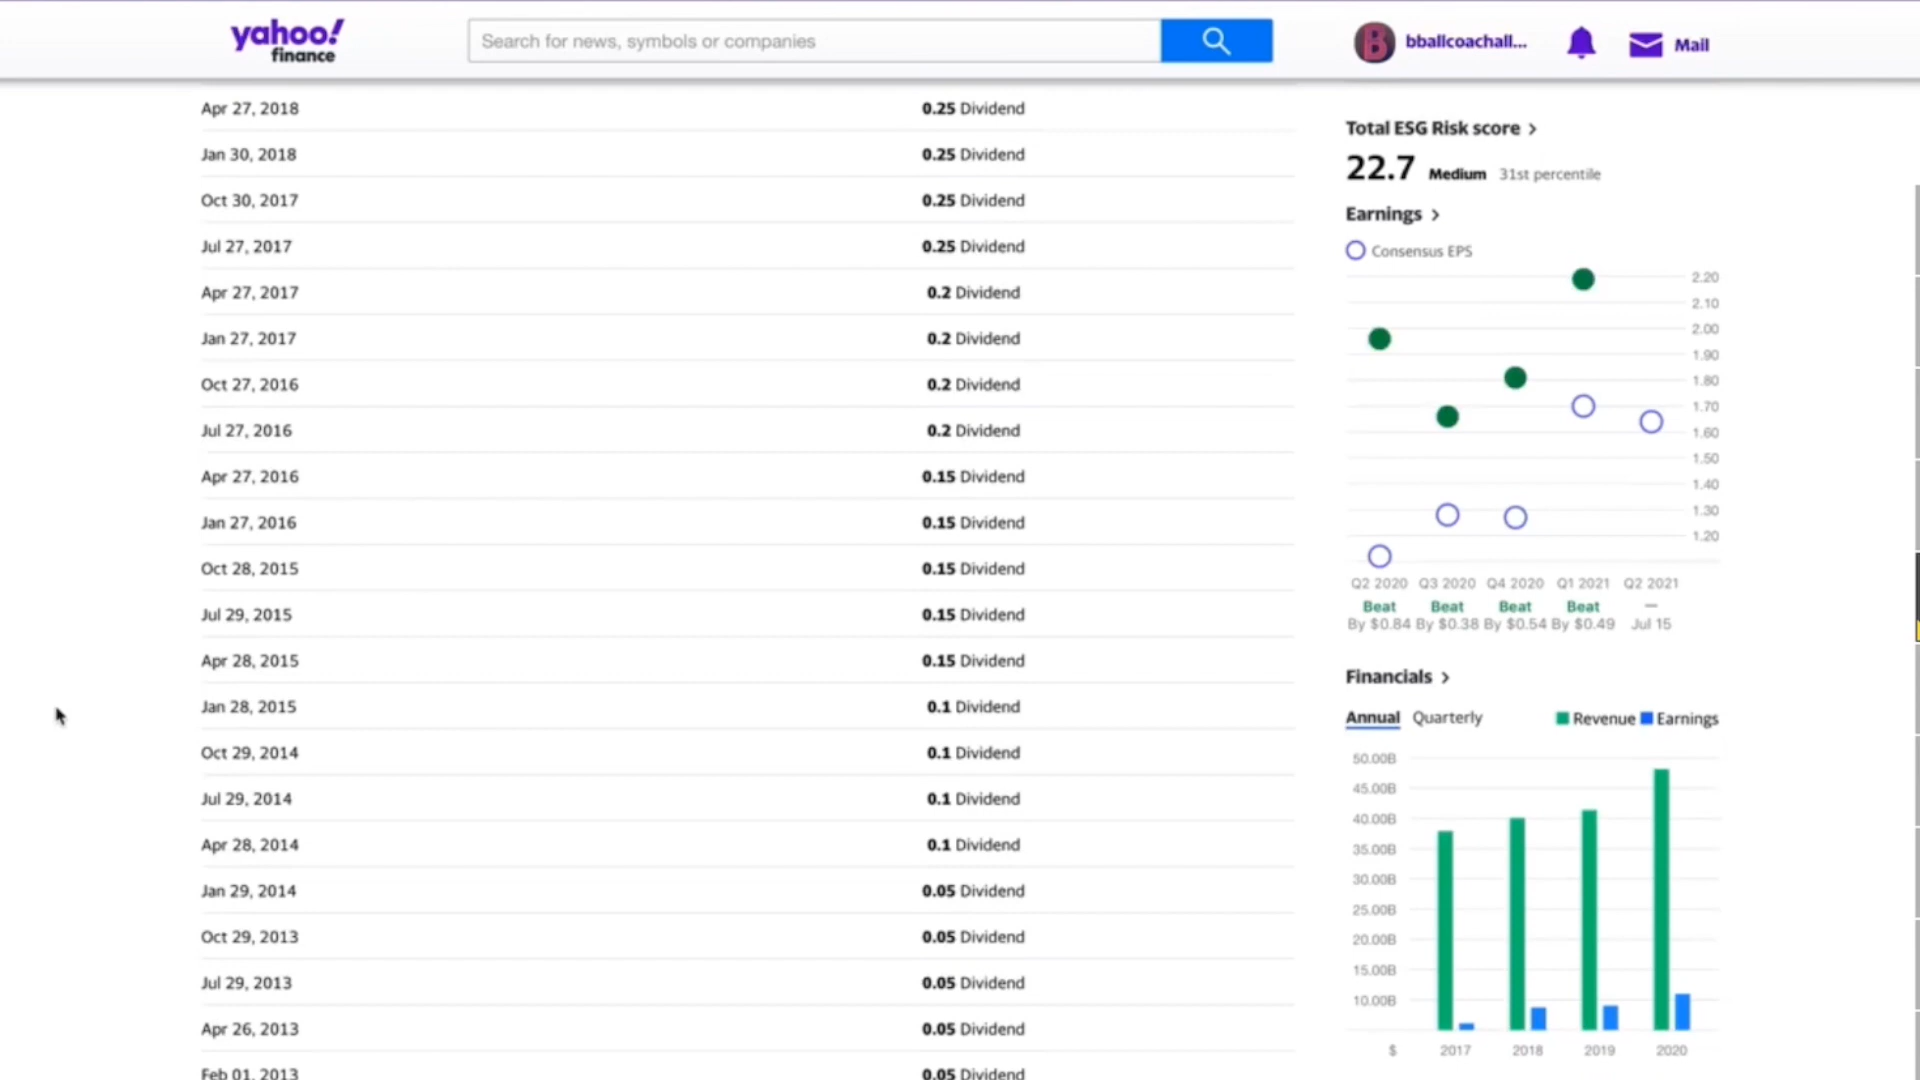 yahoo!
finance
Search for news, symbols or companies
B
bballcoachall...
Mail
Apr 27, 2018 0.25 Dividend
Jan 30, 2018 0.25 Dividend
Oct 30, 2017 0.25 Dividend
Jul 27, 2017 0.25 Dividend
Apr 27, 2017 0.2 Dividend
Jan 27, 2017 0.2 Dividend
Oct 27, 2016 0.2 Dividend
Jul 27, 2016 0.2 Dividend
Apr 27, 2016 0.15 Dividend
Jan 27, 2016 0.15 Dividend
Oct 28, 2015 0.15 Dividend
Jul 29, 2015 0.15 Dividend
Apr 28, 2015 0.15 Dividend
Jan 28, 2015 0.1 Dividend
Oct 29, 2014 0.1 Dividend
Jul 29, 2014 0.1 Dividend
Apr 28, 2014 0.1 Dividend
Jan 29, 2014 0.05 Dividend
Oct 29, 2013 0.05 Dividend
Jul 29, 2013 0.05 Dividend
Apr 26, 2013 0.05 Dividend
Feb 01, 2013 0.05 Dividend
Total ESG Risk score >
22.7 Medium 31st percentile
Earnings >
Consensus EPS
2.20
2.10
2.00
1.90
1.80
1.70
1.60
1.50
1.40
1.30
1.20
Q2 2020 Q3 2020 Q4 2020 Q1 2021 Q2 2021
Beat Beat Beat Beat —
By $0.84 By $0.38 By $0.54 By $0.49 Jul 15
Financials >
Annual Quarterly Revenue Earnings
50.00B
45.00B
40.00B
35.00B
30.00B
25.00B
20.00B
15.00B
10.00B
$ 2017 2018 2019 2020